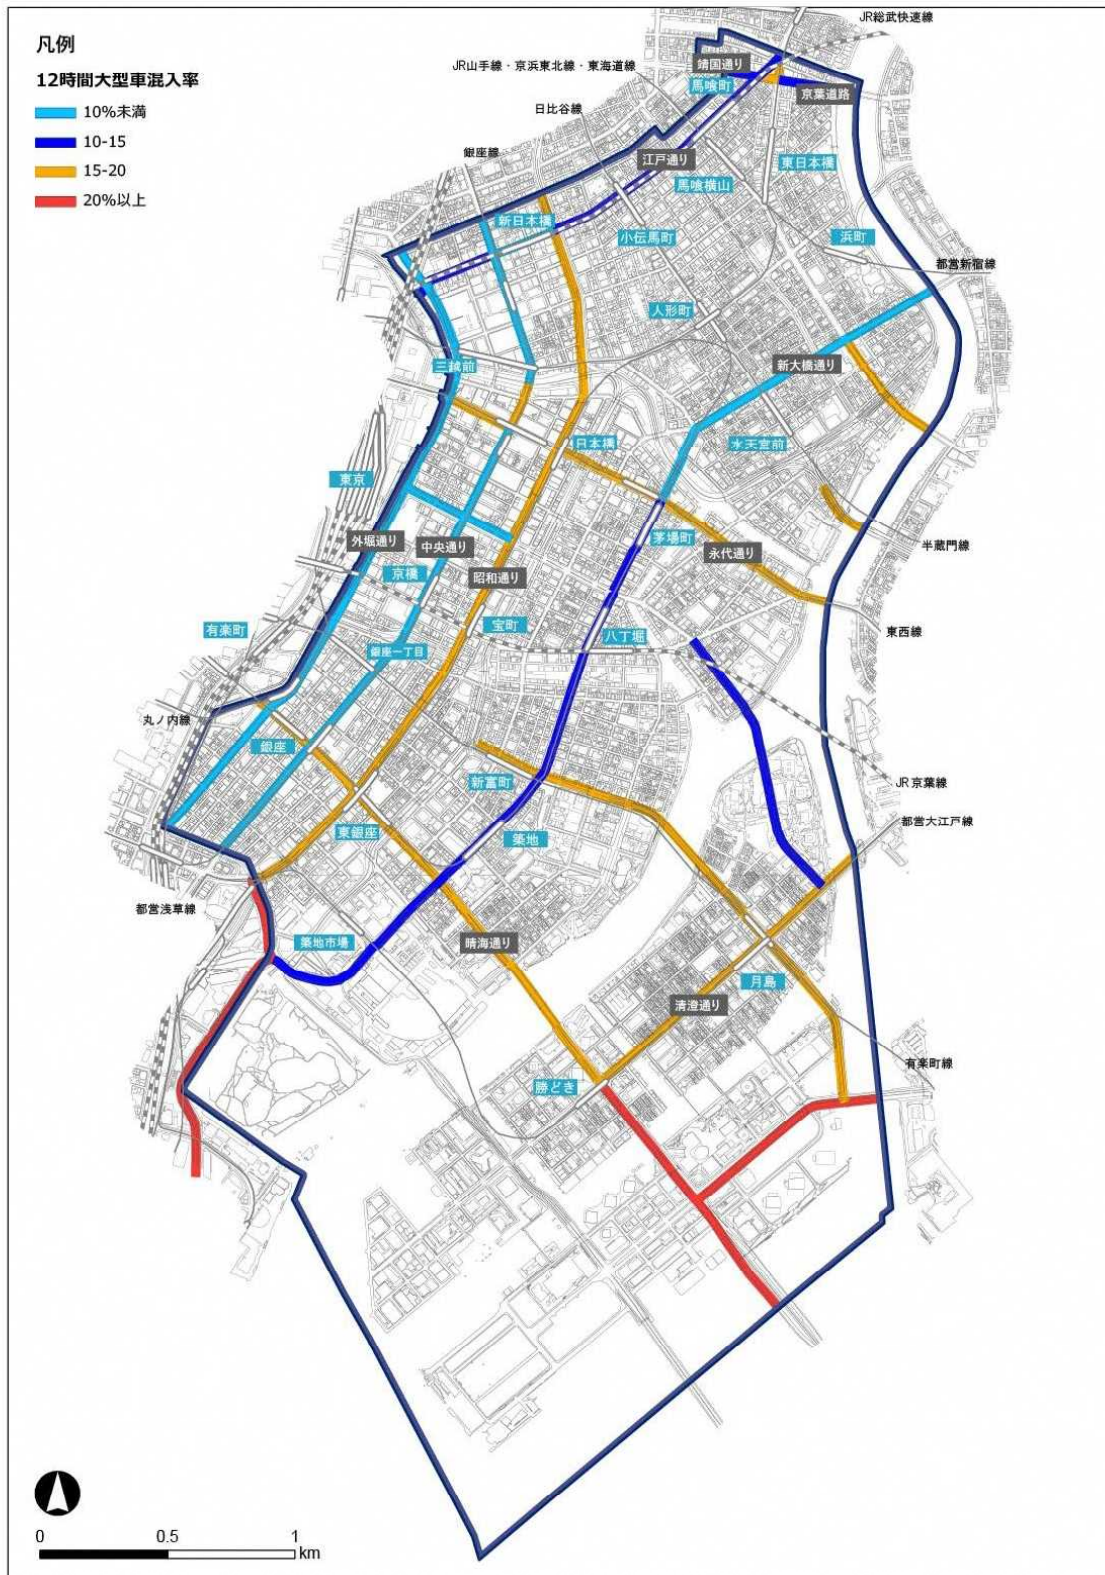 凡例
12時間大型車混入率
10%未満
10-15
15-20
20%以上
JR総武快速線
靖国通り
JR山手線・京浜東北線・東海道線
馬喰町
京葉道路
日比谷線
銀座線
江戸通り
東日本橋
馬喰横山
新日本橋
小伝馬町
浜町
都営新宿線
人形町
三越前
新大橋通り
日本橋
水天宮前
東京
外堀通り
中央通り
茅場町
永代通り
半蔵門線
京橋
昭和通り
有楽町
宝町
八丁堀
東西線
銀座一丁目
丸ノ内線
銀座
新富町
JR京葉線
東銀座
築地
都営大江戸線
都営浅草線
築地市場
晴海通り
月島
清澄通り
有楽町線
勝どき
0 0.5 1
km